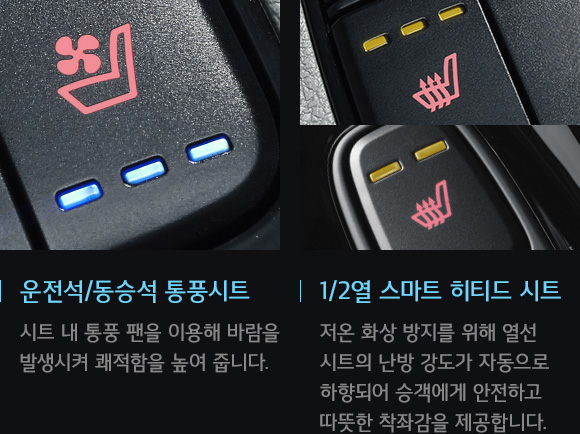 운전석/동승석 통풍시트
시트 내 통풍 팬을 이용해 바람을
발생시켜 쾌적함을 높여 줍니다.
1/2열 스마트 히티드 시트
저온 화상 방지를 위해 열선
시트의 난방 강도가 자동으로
하향되어 승객에게 안전하고
따뜻한 착좌감을 제공합니다.